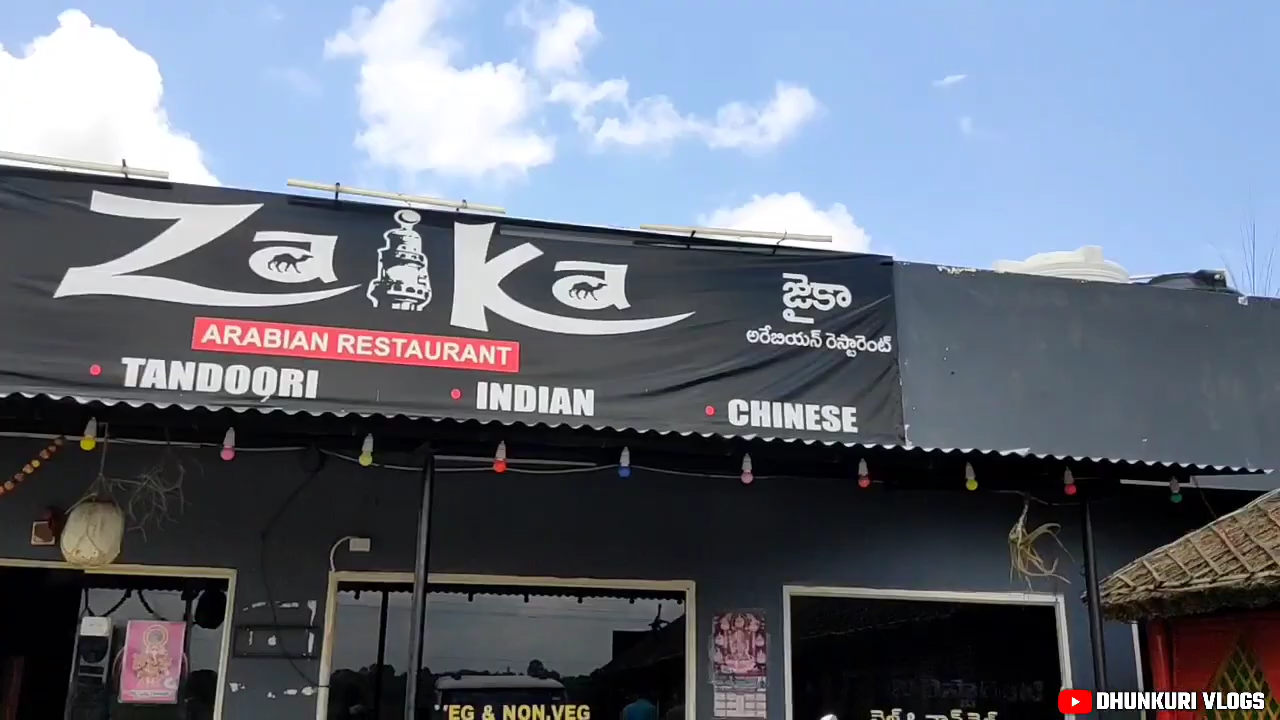 Zaika
ARABIAN RESTAURANT
TANDOORI
INDIAN
CHINESE
జైకా
అరేబియన్ రెస్టారెంట్
VEG & NON.VEG
DHUNKURI VLOGS